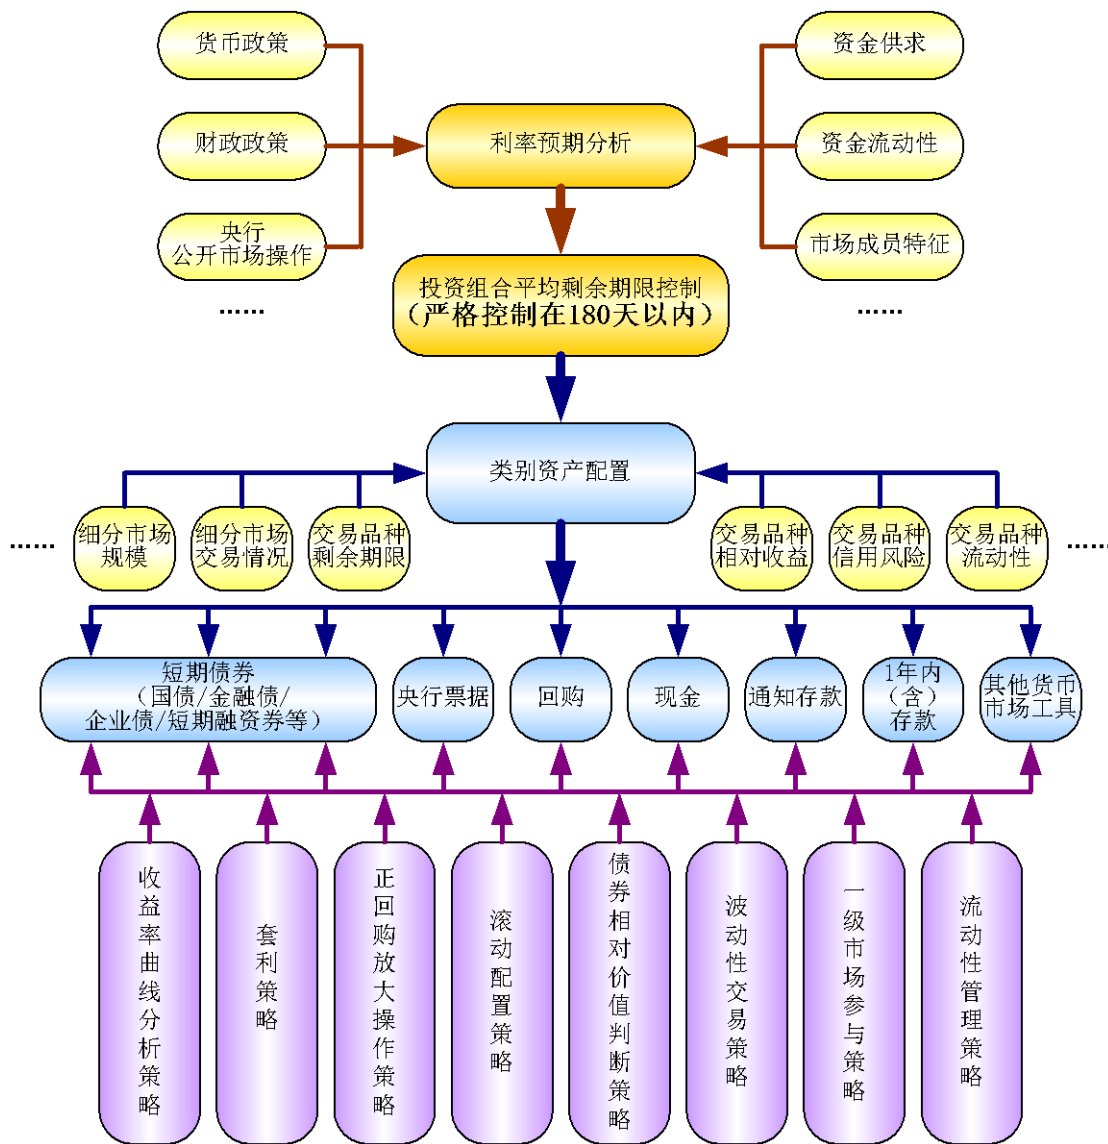 货币政策
资金供求
财政政策
利率预期分析
资金流动性
央行
公开市场操作
市场成员特征
……
……
投资组合平均剩余期限控制
（严格控制在180天以内）
类别资产配置
……
细分市场
规模
细分市场
交易情况
交易品种
剩余期限
交易品种
相对收益
交易品种
信用风险
交易品种
流动性
……
短期债券
（国债/金融债/
企业债/短期融资券等）
央行票据
回购
现金
通知存款
1年内
（含）
存款
其他货币
市场工具
收益率曲线分析策略
套利策略
正回购放大操作策略
滚动配置策略
债券相对价值判断策略
波动性交易策略
一级市场参与策略
流动性管理策略